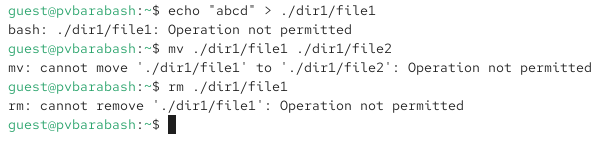 guest@pvbarabash:~$ echo "abcd" > ./dir1/file1
bash: ./dir1/file1: Operation not permitted
guest@pvbarabash:~$ mv ./dir1/file1 ./dir1/file2
mv: cannot move './dir1/file1' to './dir1/file2': Operation not permitted
guest@pvbarabash:~$ rm ./dir1/file1
rm: cannot remove './dir1/file1': Operation not permitted
guest@pvbarabash:~$